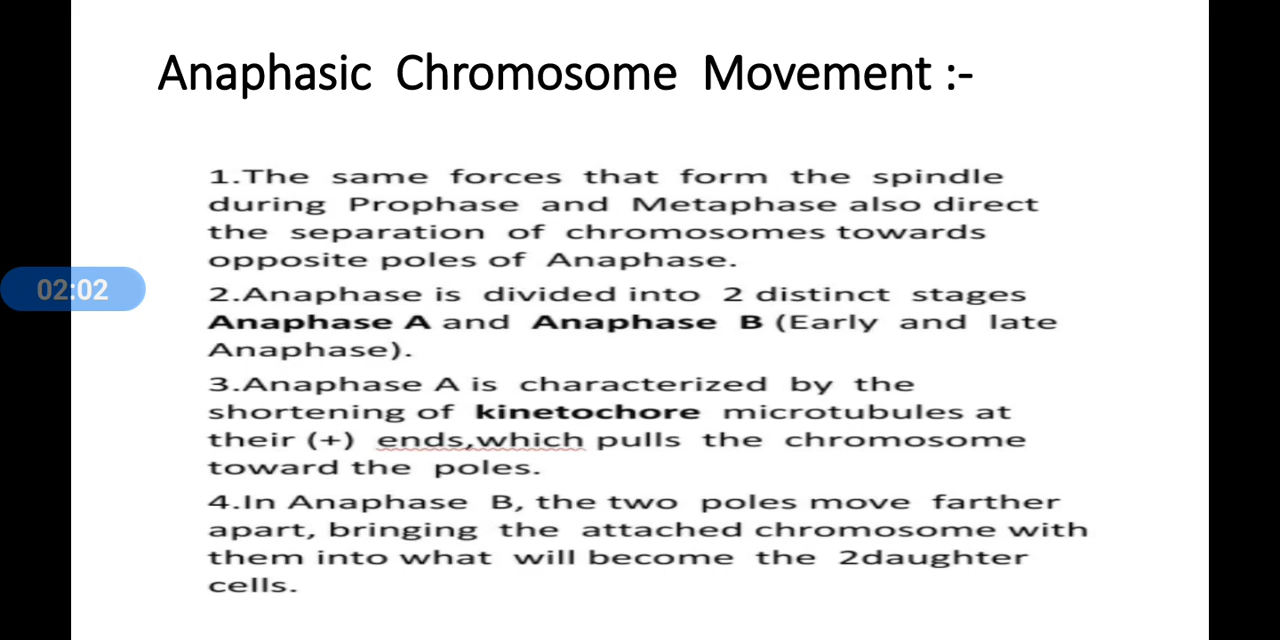 Anaphasic Chromosome Movement :-
1.The same forces that form the spindle
during Prophase and Metaphase also direct
the separation of chromosomes towards
opposite poles of Anaphase.
02:02
2.Anaphase is divided into 2 distinct stages
Anaphase A and Anaphase B (Early and late
Anaphase).
3.Anaphase A is characterized by the
shortening of kinetochore microtubules at
their (+) ends,which pulls the chromosome
toward the poles.
4.In Anaphase B, the two poles move farther
apart, bringing the attached chromosome with
them into what will become the 2daughter
cells.